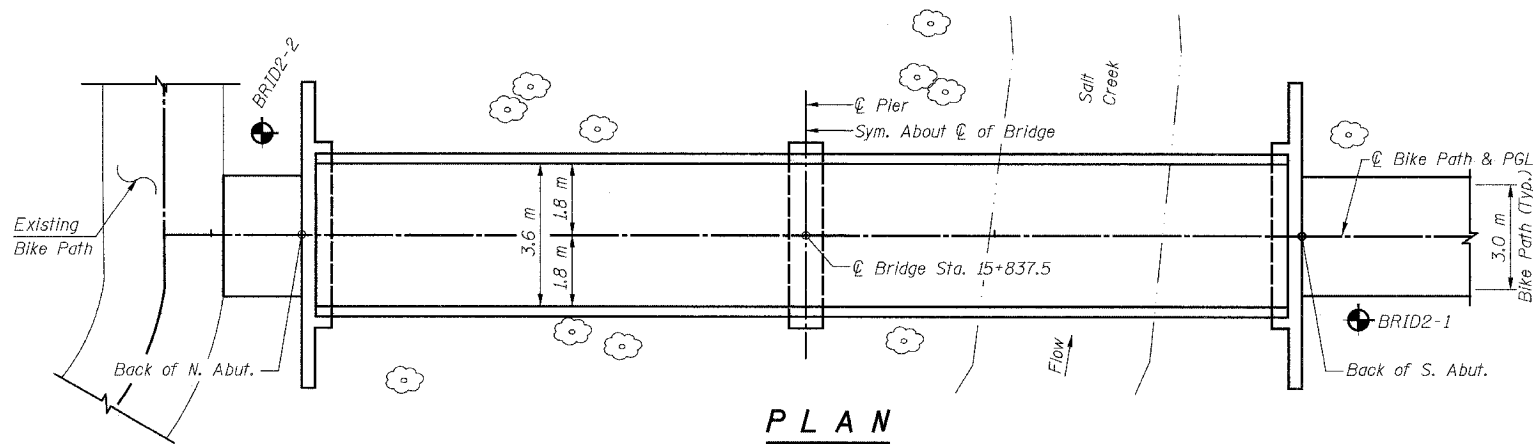 BRID2-2
Salt
Creek
℄ Pier
Sym. About ℄ of Bridge
℄ Bike Path & PGL
Existing
Bike Path
3.6 m
1.8 m
1.8 m
℄ Bridge Sta. 15+837.5
3.0 m
Bike Path (Typ.)
BRID2-1
Back of N. Abut.
Flow
Back of S. Abut.
PLAN